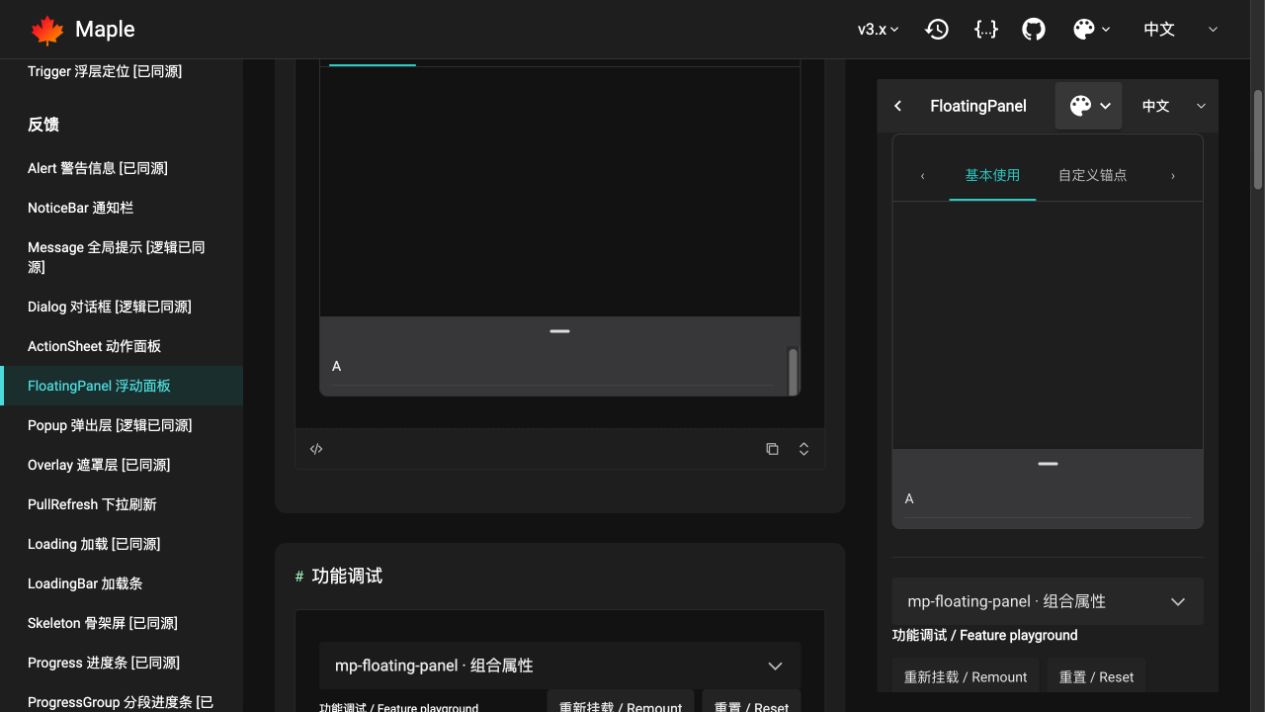 Maple
v3.x
中文
Trigger 浮层定位 [已同源]
反馈
Alert 警告信息 [已同源]
NoticeBar 通知栏
Message 全局提示 [逻辑已同
源]
Dialog 对话框 [逻辑已同源]
ActionSheet 动作面板
FloatingPanel 浮动面板
Popup 弹出层 [逻辑已同源]
Overlay 遮罩层 [已同源]
PullRefresh 下拉刷新
Loading 加载 [已同源]
LoadingBar 加载条
Skeleton 骨架屏 [已同源]
Progress 进度条 [已同源]
ProgressGroup 分段进度条 [已
A
# 功能调试
mp-floating-panel · 组合属性
功能调试 / Feature playground
重新挂载 / Remount
重置 / Reset
FloatingPanel
中文
基本使用
自定义锚点
A
mp-floating-panel · 组合属性
功能调试 / Feature playground
重新挂载 / Remount
重置 / Reset